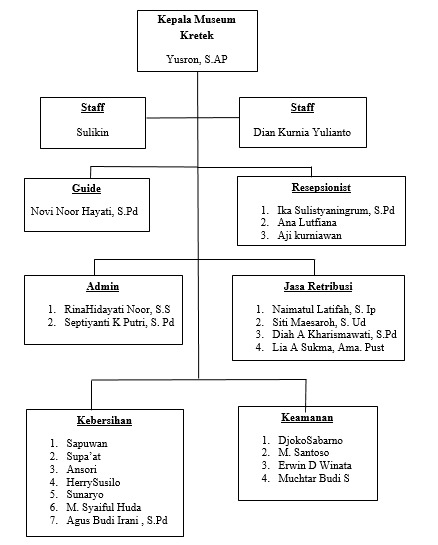 Kepala Museum
Kretek
Yusron, S.AP
Staff
Sulikin
Staff
Dian Kurnia Yulianto
Guide
Novi Noor Hayati, S.Pd
Resepsionist
1. Ika Sulistyaningrum, S.Pd
2. Ana Lutfiana
3. Aji kurniawan
Admin
1. RinaHidayati Noor, S.S
2. Septiyanti K Putri, S. Pd
Jasa Retribusi
1. Naimatul Latifah, S. Ip
2. Siti Maesaroh, S. Ud
3. Diah A Kharismawati, S.Pd
4. Lia A Sukma, Ama. Pust
Kebersihan
1. Sapuwan
2. Supa’at
3. Ansori
4. HerrySusilo
5. Sunaryo
6. M. Syaiful Huda
7. Agus Budi Irani , S.Pd
Keamanan
1. DjokoSabarno
2. M. Santoso
3. Erwin D Winata
4. Muchtar Budi S